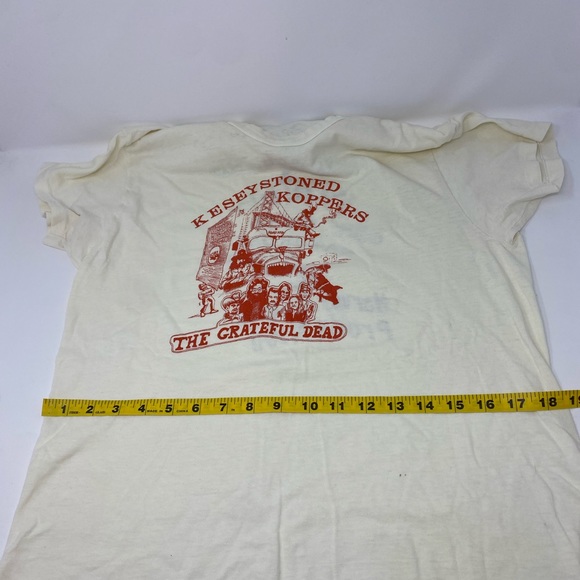 KESEYSTONED
KOPPERS
THE GRATEFUL DEAD
1 2 3 4 5 6 7 8 9 10 11 12 13 14 15 16 17 18